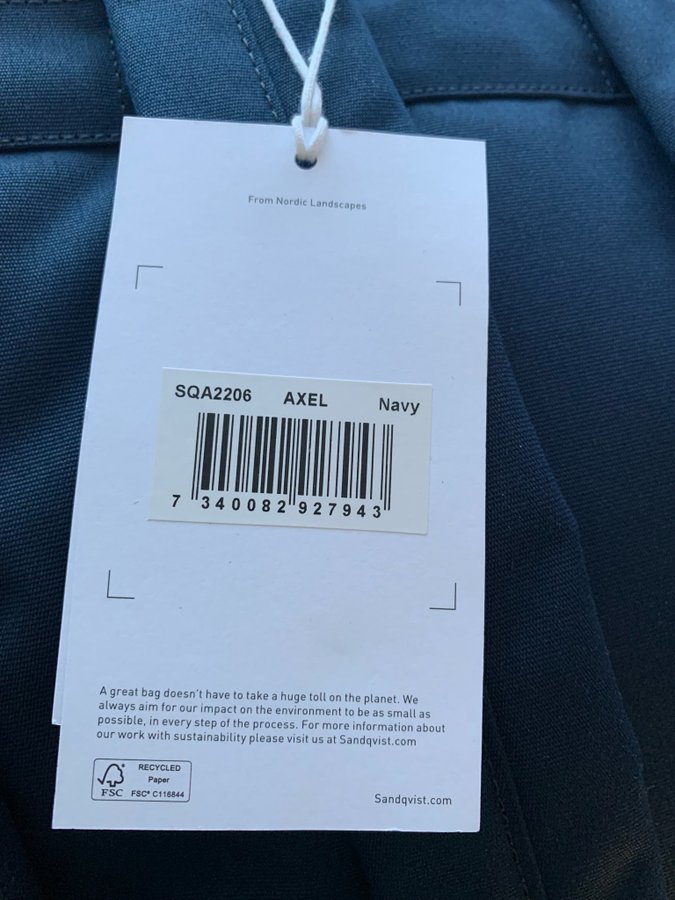 From Nordic Landscapes
SQA2206 AXEL Navy
7 340082 927943
A great bag doesn't have to take a huge toll on the planet. We
always aim for our impact on the environment to be as small as
possible, in every step of the process. For more information about
our work with sustainability please visit us at Sandqvist.com
RECYCLED
Paper
FSC FSC® C116844
Sandqvist.com